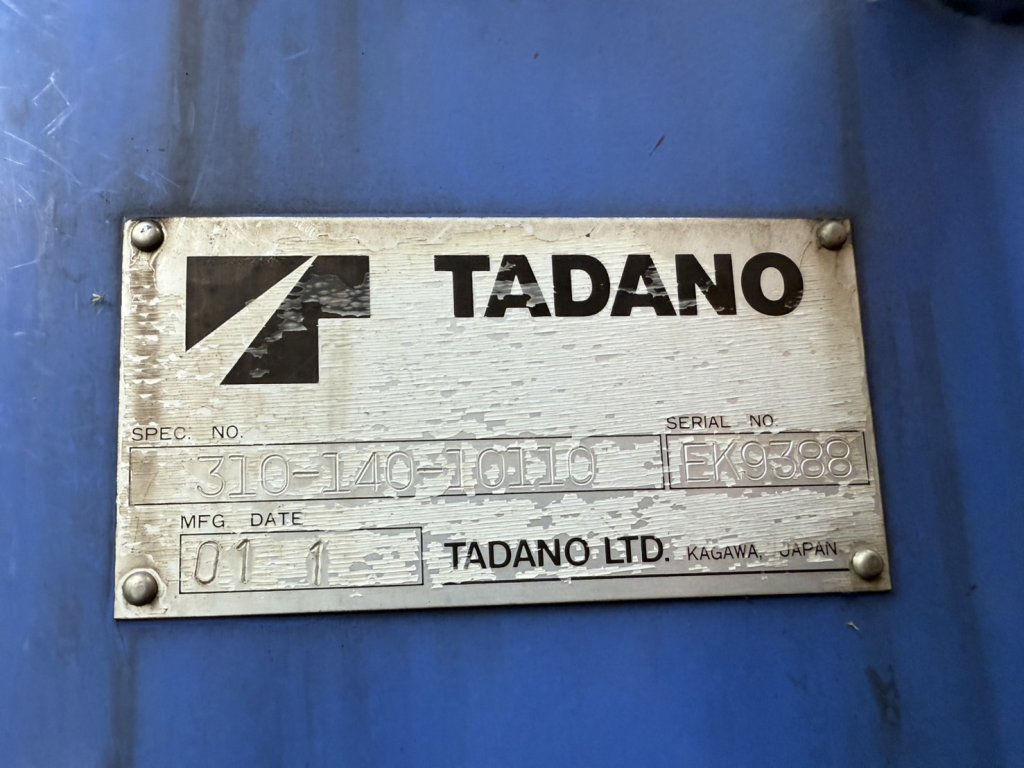 TADANO
SPEC. NO.
SERIAL NO.
310-140-10110
EK9388
MFG. DATE
01 1
TADANO LTD. KAGAWA, JAPAN